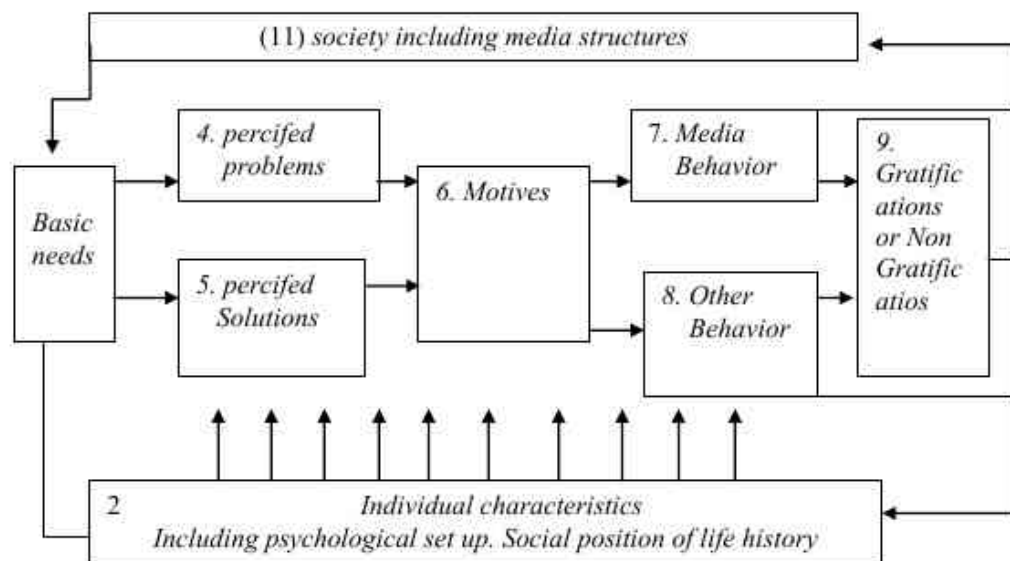 (11) society including media structures
4. percifed
problems
7. Media
Behavior
9.
Gratific
ations
or Non
Gratific
atios
Basic
needs
6. Motives
5. percifed
Solutions
8. Other
Behavior
2 Individual characteristics
Including psychological set up. Social position of life history